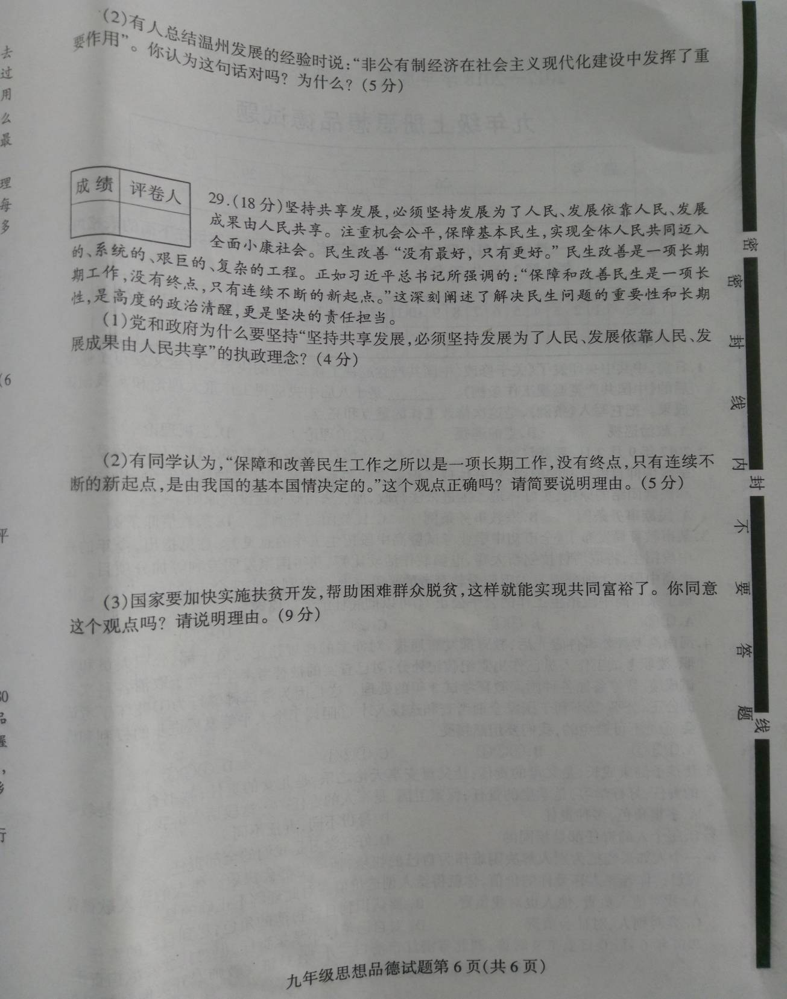 (2)有人总结温州发展的经验时说:“非公有制经济在社会主义现代化建设中发挥了重
要作用”。你认为这句话对吗？为什么？(5分)
成绩 评卷人
29.(18分)坚持共享发展,必须坚持发展为了人民、发展依靠人民、发展
成果由人民共享。注重机会公平,保障基本民生,实现全体人民共同迈入
全面小康社会。民生改善“没有最好，只有更好。”民生改善是一项长期
的、系统的、艰巨的、复杂的工程。正如习近平总书记所强调的:“保障和改善民生是一项长
期工作,没有终点,只有连续不断的新起点。”这深刻阐述了解决民生问题的重要性和长期
性,是高度的政治清醒,更是坚决的责任担当。
(1)党和政府为什么要坚持“坚持共享发展,必须坚持发展为了人民、发展依靠人民、发
展成果由人民共享”的执政理念？(4分)
(2)有同学认为,“保障和改善民生工作之所以是一项长期工作,没有终点,只有连续不
断的新起点,是由我国的基本国情决定的。”这个观点正确吗？请简要说明理由。(5分)
(3)国家要加快实施扶贫开发,帮助困难群众脱贫,这样就能实现共同富裕了。你同意
这个观点吗？请说明理由。(9分)
九年级思想品德试题第6页(共6页)
密 封 线 内 不 要 答 题
密 封 线
去
过
用
么
最
理
每
多
(6
平
品
行